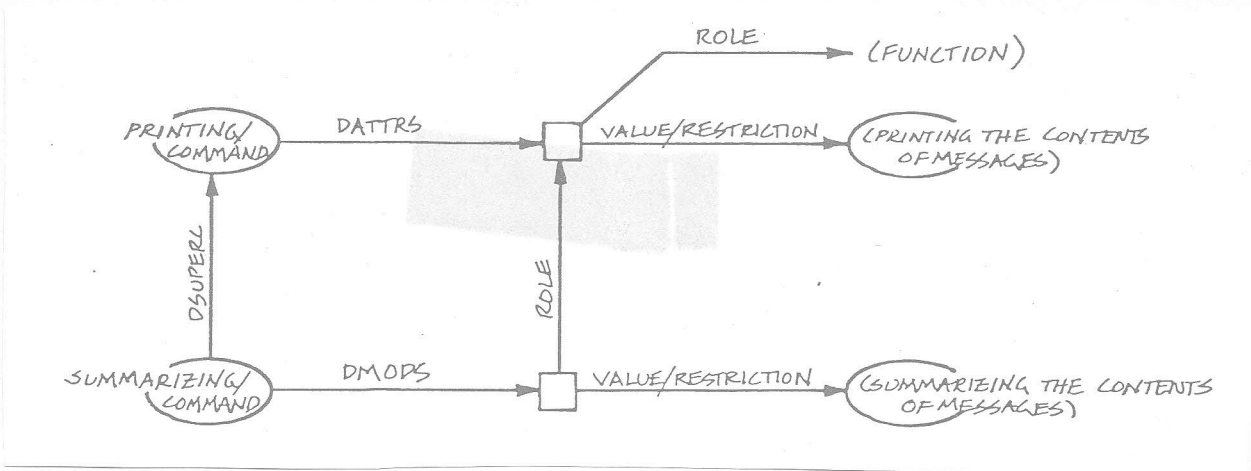 ROLE
(FUNCTION)
PRINTING/
COMMAND
DATTRS
VALUE/RESTRICTION
(PRINTING THE CONTENTS
OF MESSAGES)
DSUPERL
ROLE
SUMMARIZING/
COMMAND
DMODS
VALUE/RESTRICTION
(SUMMARIZING THE CONTENTS
OF MESSAGES)